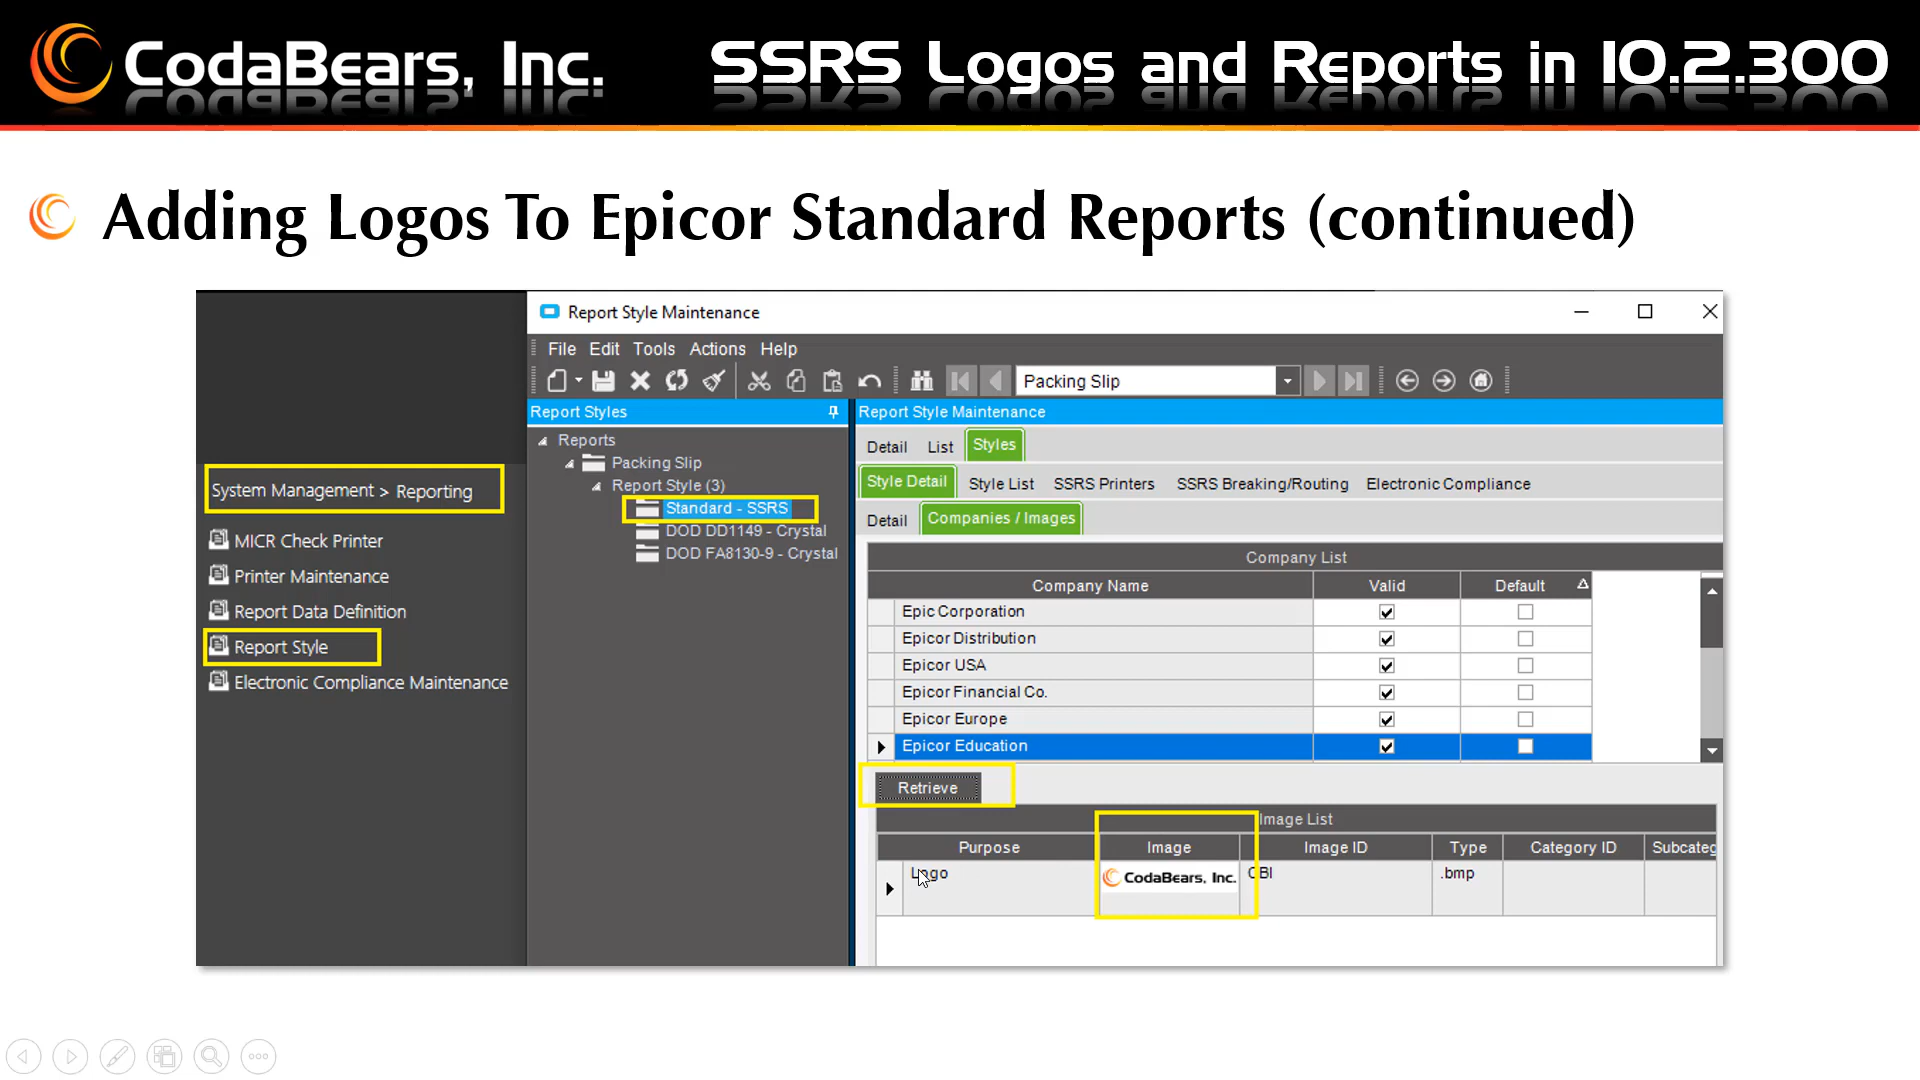 CodaBears, Inc.
SSRS Logos and Reports in 10.2.300
Adding Logos To Epicor Standard Reports (continued)
System Management > Reporting
MICR Check Printer
Printer Maintenance
Report Data Definition
Report Style
Electronic Compliance Maintenance
Report Style Maintenance
File Edit Tools Actions Help
Packing Slip
Report Styles
Reports
Packing Slip
Report Style (3)
Standard - SSRS
DOD DD1149 - Crystal
DOD FA8130-9 - Crystal
Report Style Maintenance
Detail List Styles
Style Detail Style List SSRS Printers SSRS Breaking/Routing Electronic Compliance
Detail Companies / Images
Company List
Company Name Valid Default
Epic Corporation
Epicor Distribution
Epicor USA
Epicor Financial Co.
Epicor Europe
Epicor Education
Retrieve
Image List
Purpose Image Image ID Type Category ID Subcateg
Logo CodaBears, Inc. CBI .bmp